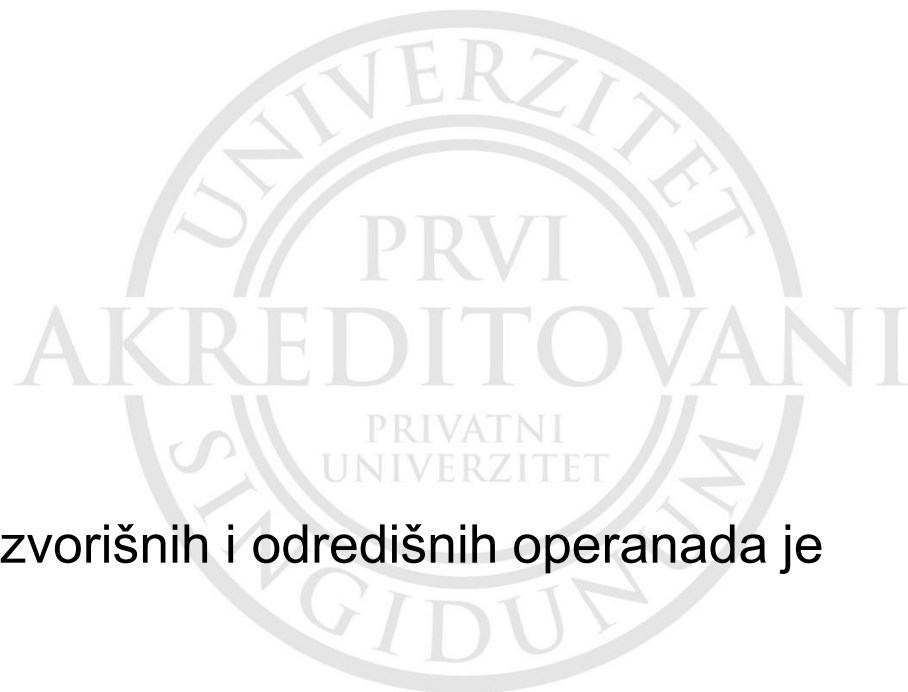 UNIVERZITET
PRVI
AKREDITOVANI
PRIVATNI
UNIVERZITET
zvorišnih i odredišnih operanada je
SINGIDUNUM